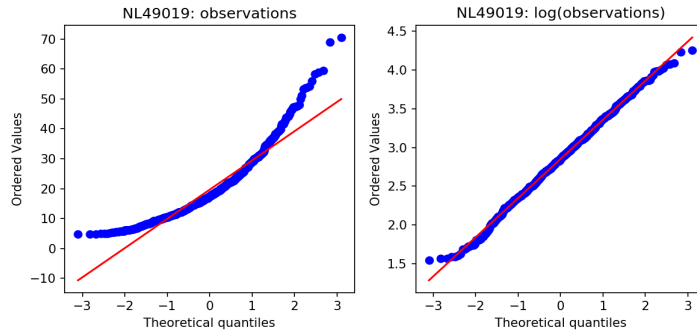 NL49019: observations
70
60
50
40
30
20
10
0
−10
Ordered Values
−3 −2 −1 0 1 2 3
Theoretical quantiles
NL49019: log(observations)
4.5
4.0
3.5
3.0
2.5
2.0
1.5
Ordered Values
−3 −2 −1 0 1 2 3
Theoretical quantiles